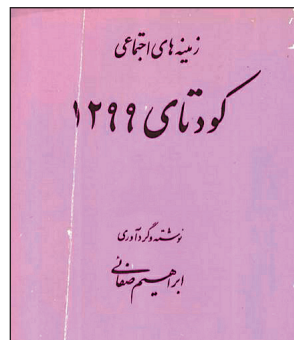 زمینه های اجتماعی
کودتای ۱۲۹۹
نوشته و گردآوری
ابراهیم صفائی